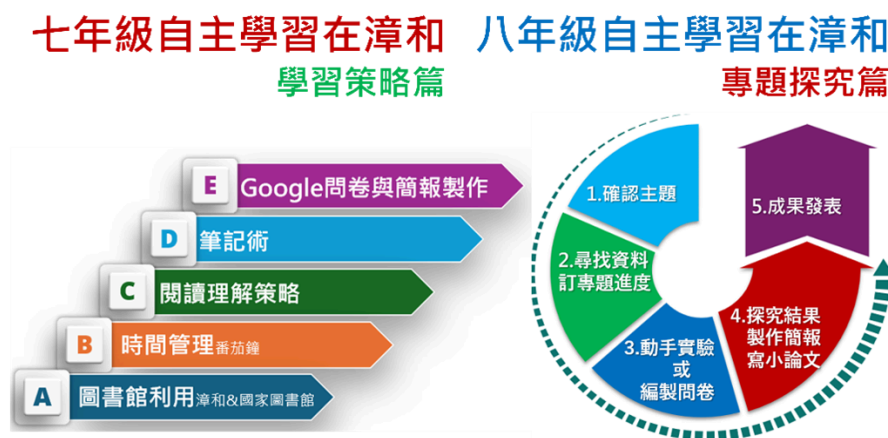 七年級自主學習在漳和
學習策略篇
E Google問卷與簡報製作
D 筆記術
C 閱讀理解策略
B 時間管理番茄鐘
A 圖書館利用漳和&國家圖書館
八年級自主學習在漳和
專題探究篇
1.確認主題
2.尋找資料
訂專題進度
3.動手實驗
或
編製問卷
4.探究結果
製作簡報
寫小論文
5.成果發表